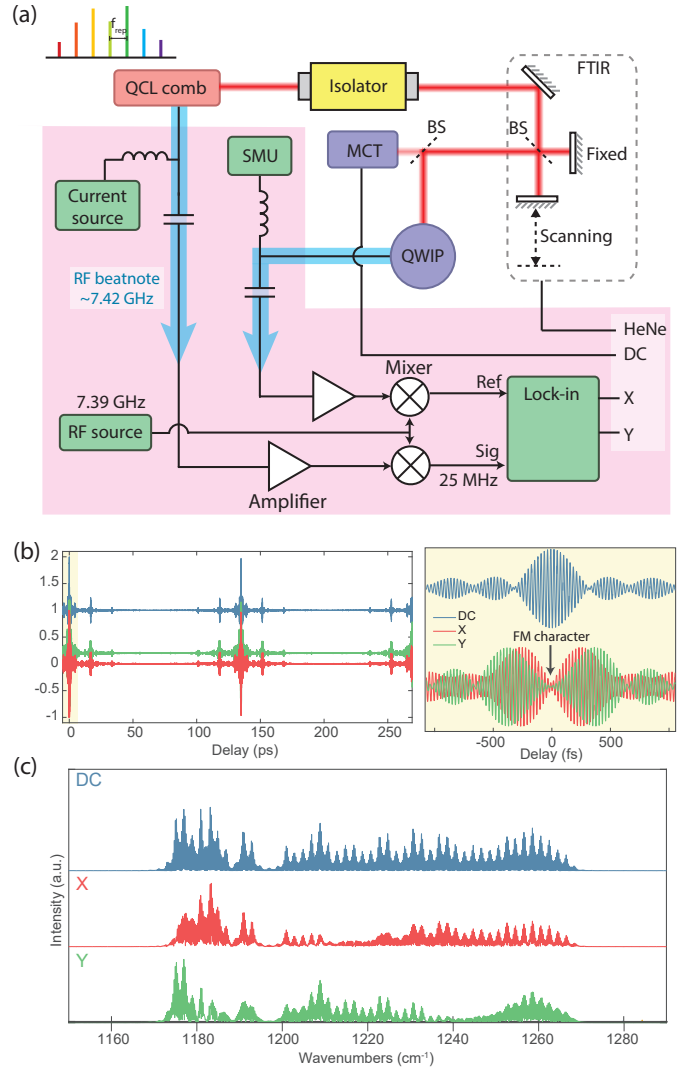 (a)
f_rep
QCL comb
Isolator
FTIR
BS
BS
SMU
MCT
Fixed
Current
source
QWIP
Scanning
RF beatnote
~7.42 GHz
HeNe
DC
Mixer
Ref
Lock-in
X
7.39 GHz
RF source
Y
Sig
25 MHz
Amplifier
(b)
2
1.5
1
0.5
0
-0.5
-1
0
50
100
150
200
250
Delay (ps)
DC
X
Y
FM character
-500
0
500
Delay (fs)
(c)
DC
X
Y
Intensity (a.u.)
1160
1180
1200
1220
1240
1260
1280
Wavenumbers (cm⁻¹)